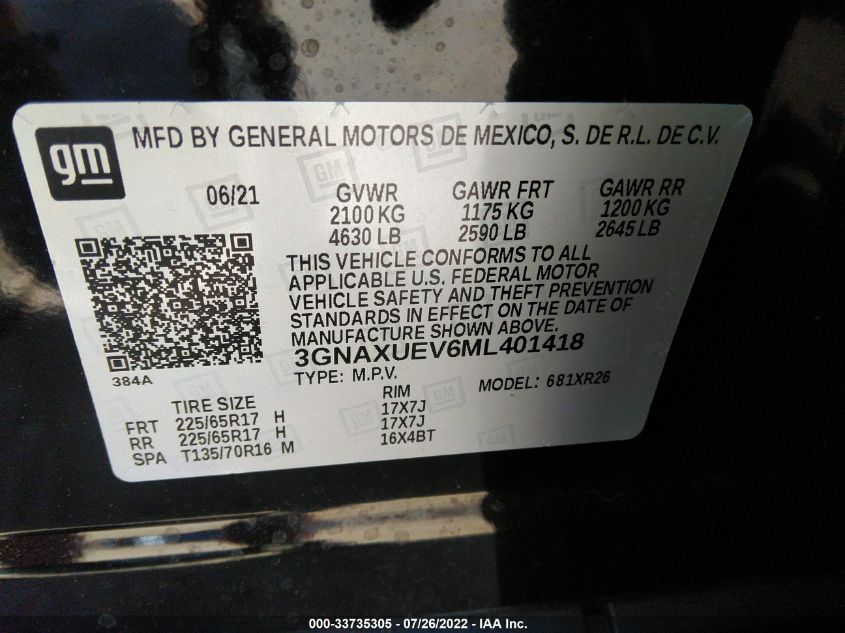 gm
MFD BY GENERAL MOTORS DE MEXICO, S. DE R.L. DE C.V.
06/21 GVWR GAWR FRT GAWR RR
2100 KG 1175 KG 1200 KG
4630 LB 2590 LB 2645 LB
THIS VEHICLE CONFORMS TO ALL
APPLICABLE U.S. FEDERAL MOTOR
VEHICLE SAFETY AND THEFT PREVENTION
STANDARDS IN EFFECT ON THE DATE OF
MANUFACTURE SHOWN ABOVE.
3GNAXUEV6ML401418
384A TYPE: M.P.V. MODEL: 681XR26
TIRE SIZE RIM
FRT 225/65R17 H 17X7J
RR 225/65R17 H 17X7J
SPA T135/70R16 M 16X4BT
000-33735305 / 07/26/2022 - IAA Inc.